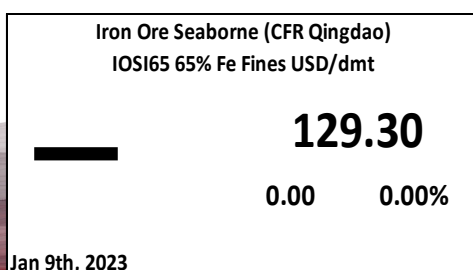 Iron Ore Seaborne (CFR Qingdao)
IOSI65 65% Fe Fines USD/dmt
129.30
0.00 0.00%
Jan 9th, 2023